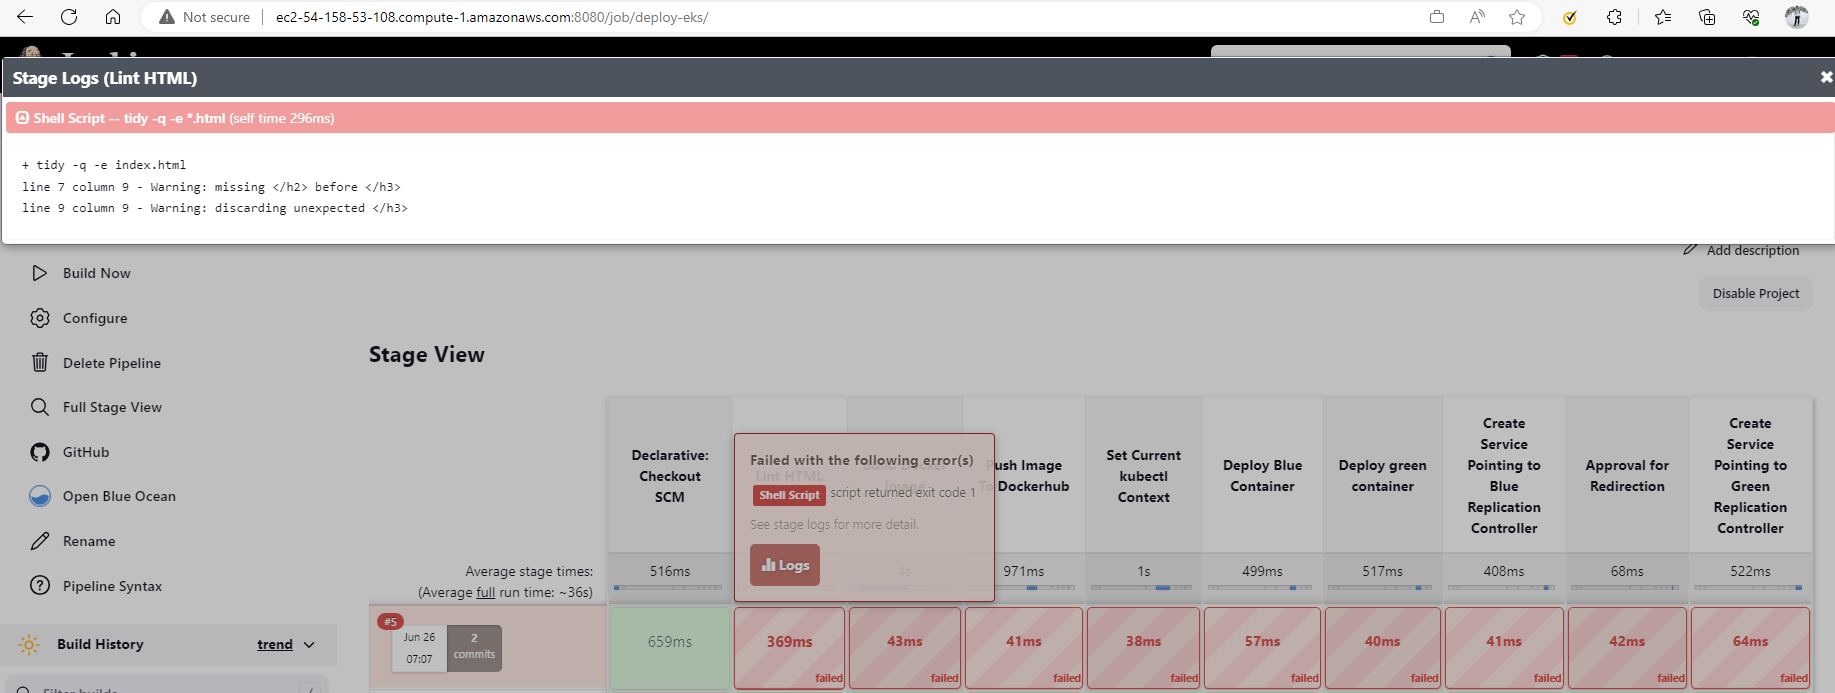 Not secure
ec2-54-158-53-108.compute-1.amazonaws.com:8080/job/deploy-eks/
Stage Logs (Lint HTML)
Shell Script -- tidy -q -e *.html (self time 296ms)
+ tidy -q -e index.html
line 7 column 9 - Warning: missing </h2> before </h3>
line 9 column 9 - Warning: discarding unexpected </h3>
Add description
Disable Project
Build Now
Configure
Delete Pipeline
Full Stage View
GitHub
Open Blue Ocean
Rename
Pipeline Syntax
Build History
trend
Filter builds...
/
Stage View
Declarative:
Checkout
SCM
Lint HTML
Build Docker
Image
Push Image
To Dockerhub
Set Current
kubectl
Context
Deploy Blue
Container
Deploy green
container
Create
Service
Pointing to
Blue
Replication
Controller
Approval for
Redirection
Create
Service
Pointing to
Green
Replication
Controller
Failed with the following error(s)
Shell Script script returned exit code 1
See stage logs for more detail.
Logs
Average stage times:
(Average full run time: ~36s)
516ms
4s
971ms
1s
499ms
517ms
408ms
68ms
522ms
#5
Jun 26
07:07
2
commits
659ms
369ms
failed
43ms
failed
41ms
failed
38ms
failed
57ms
failed
40ms
failed
41ms
failed
42ms
failed
64ms
failed